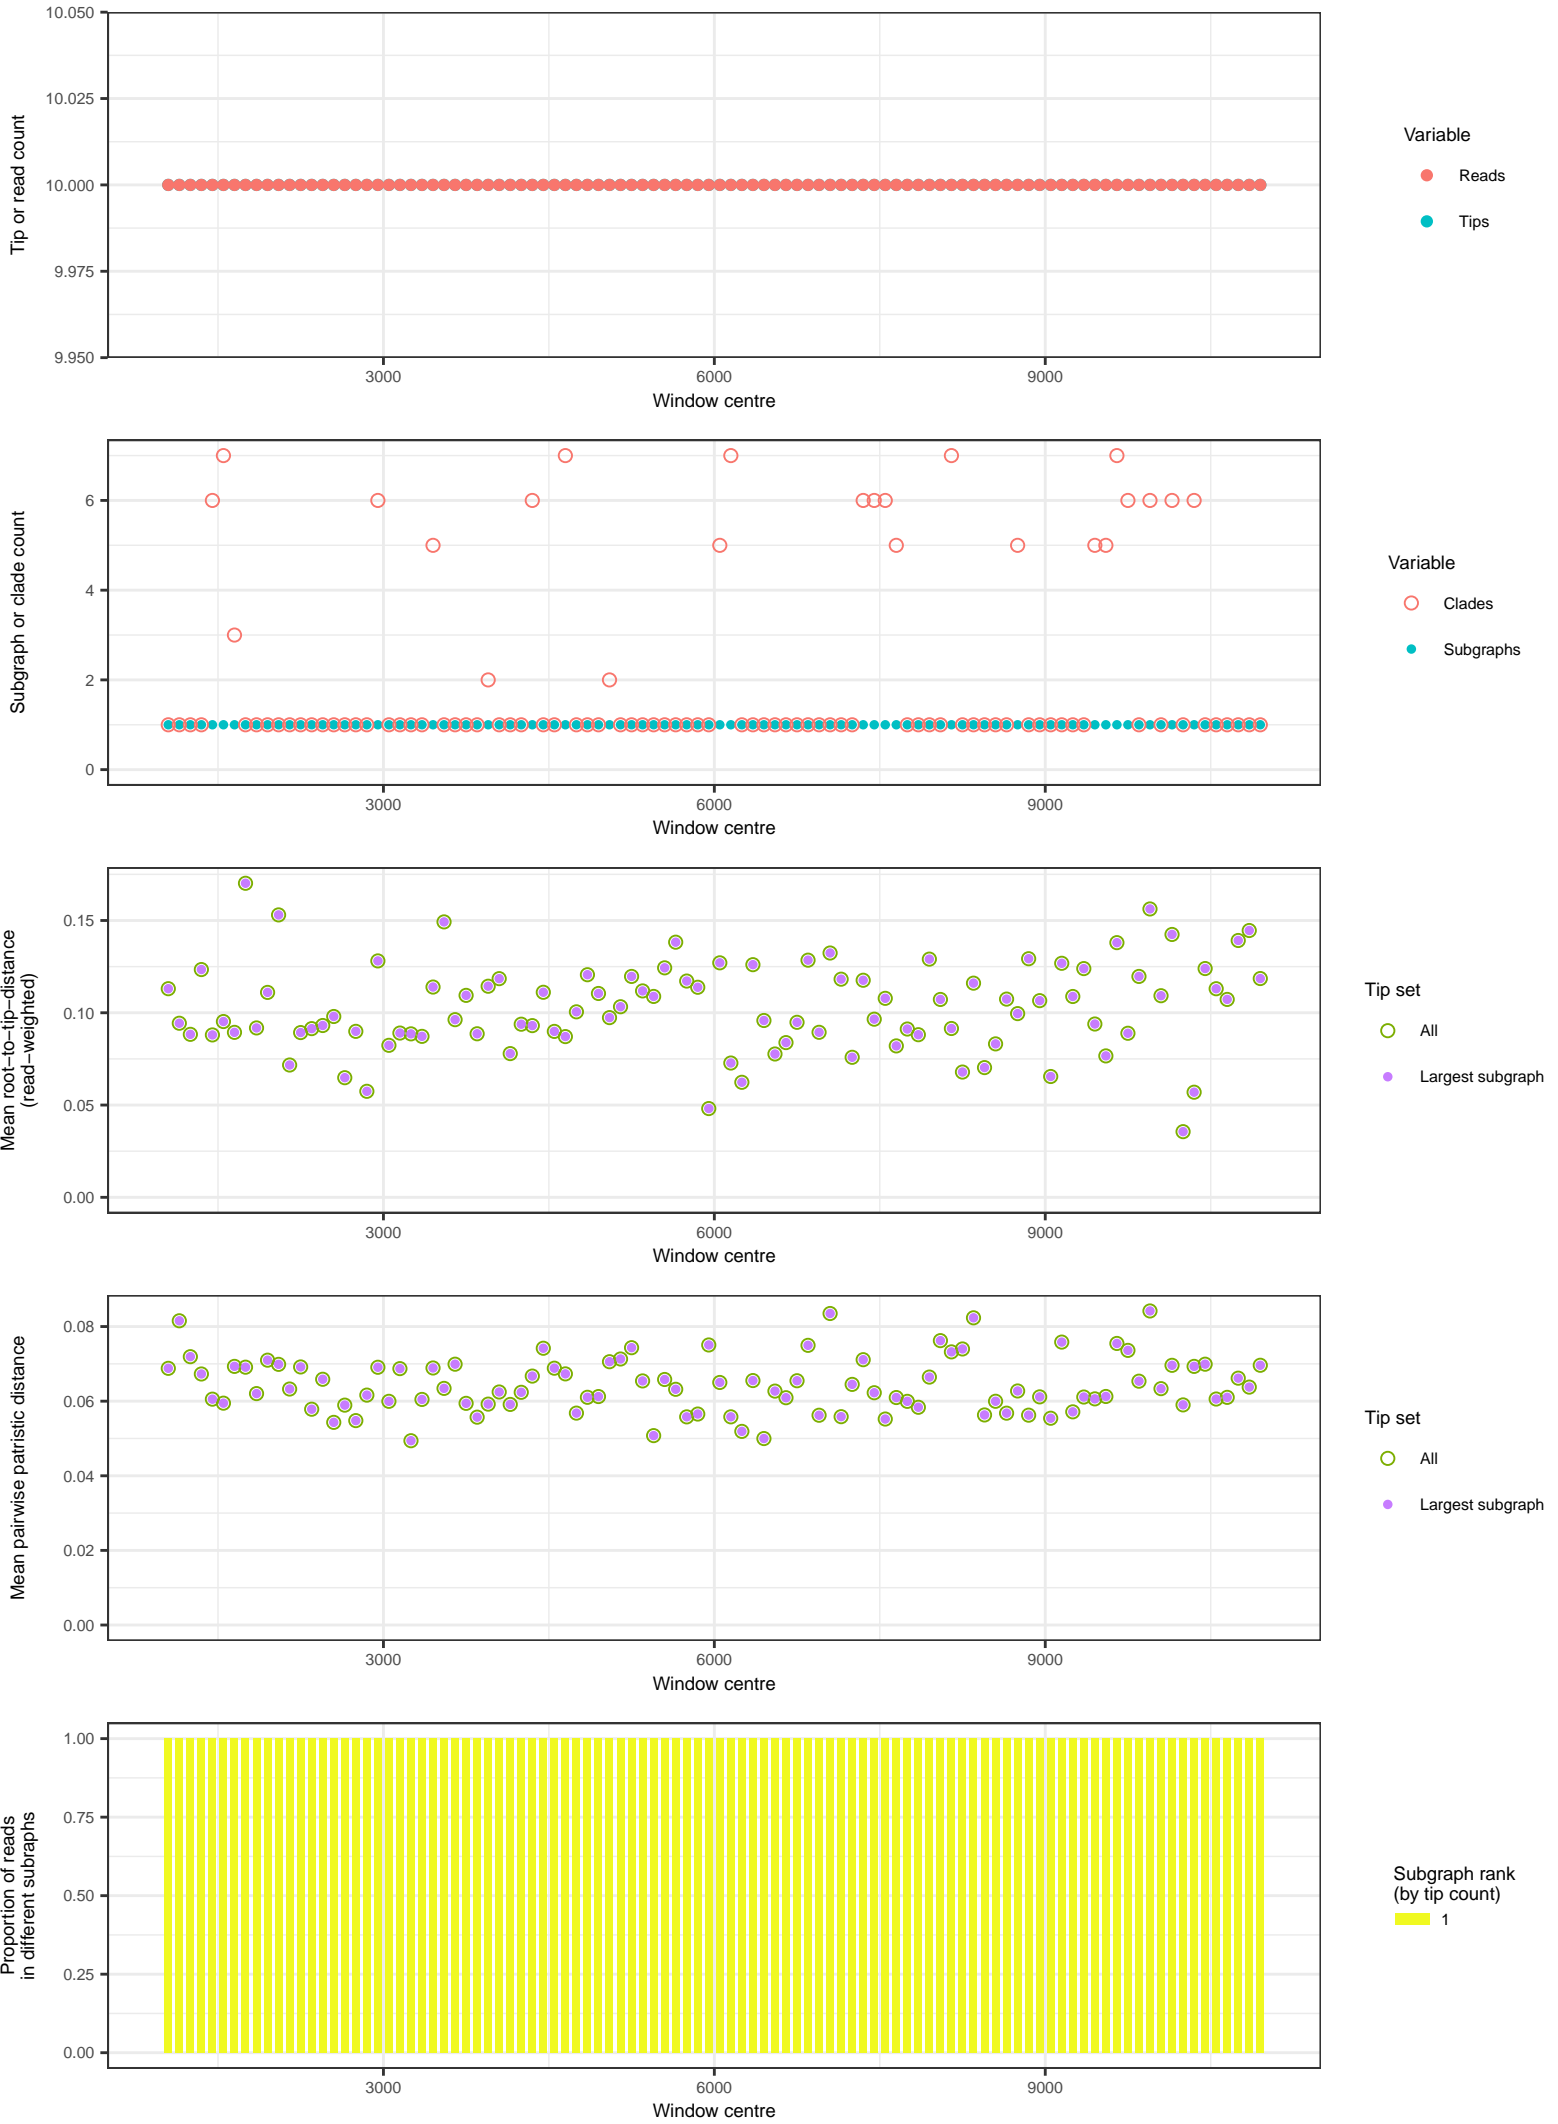 10.050
10.025
10.000
9.975
9.950
Tip or read count
3000 6000 9000
Window centre
Variable
Reads
Tips
6
4
2
0
Subgraph or clade count
3000 6000 9000
Window centre
Variable
Clades
Subgraphs
0.15
0.10
0.05
0.00
Mean root−to−tip−distance
(read−weighted)
3000 6000 9000
Window centre
Tip set
All
Largest subgraph
0.08
0.06
0.04
0.02
0.00
Mean pairwise patristic distance
3000 6000 9000
Window centre
Tip set
All
Largest subgraph
1.00
0.75
0.50
0.25
0.00
Proportion of reads
in different subraphs
3000 6000 9000
Window centre
Subgraph rank
(by tip count)
1